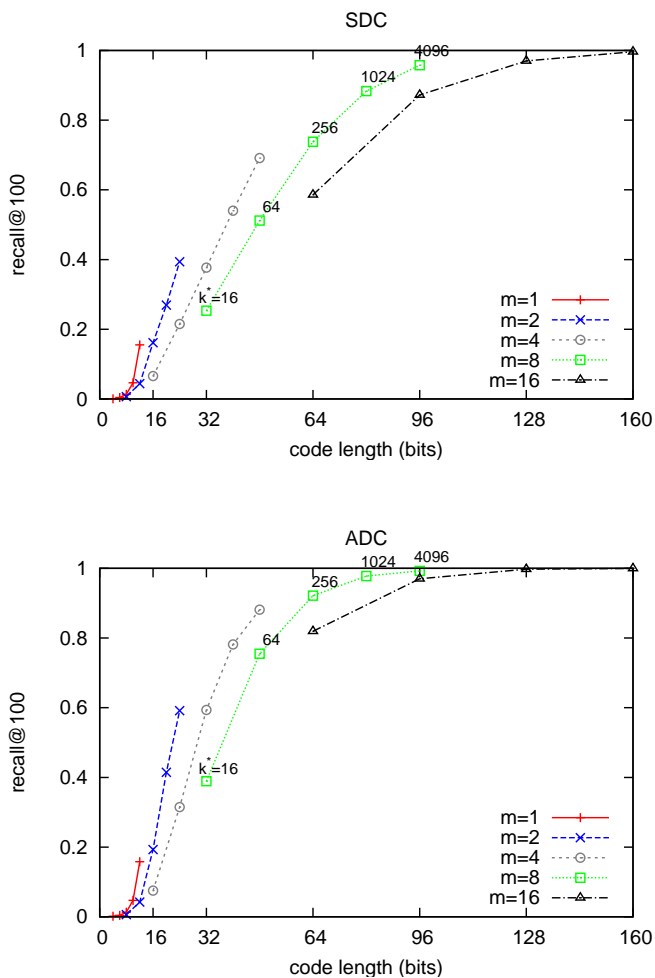 SDC
1
0.8
0.6
0.4
0.2
0
recall@100
k*=16
64
256
1024
4096
m=1
m=2
m=4
m=8
m=16
0 16 32 64 96 128 160
code length (bits)
ADC
1
0.8
0.6
0.4
0.2
0
recall@100
k*=16
64
256
1024
4096
m=1
m=2
m=4
m=8
m=16
0 16 32 64 96 128 160
code length (bits)